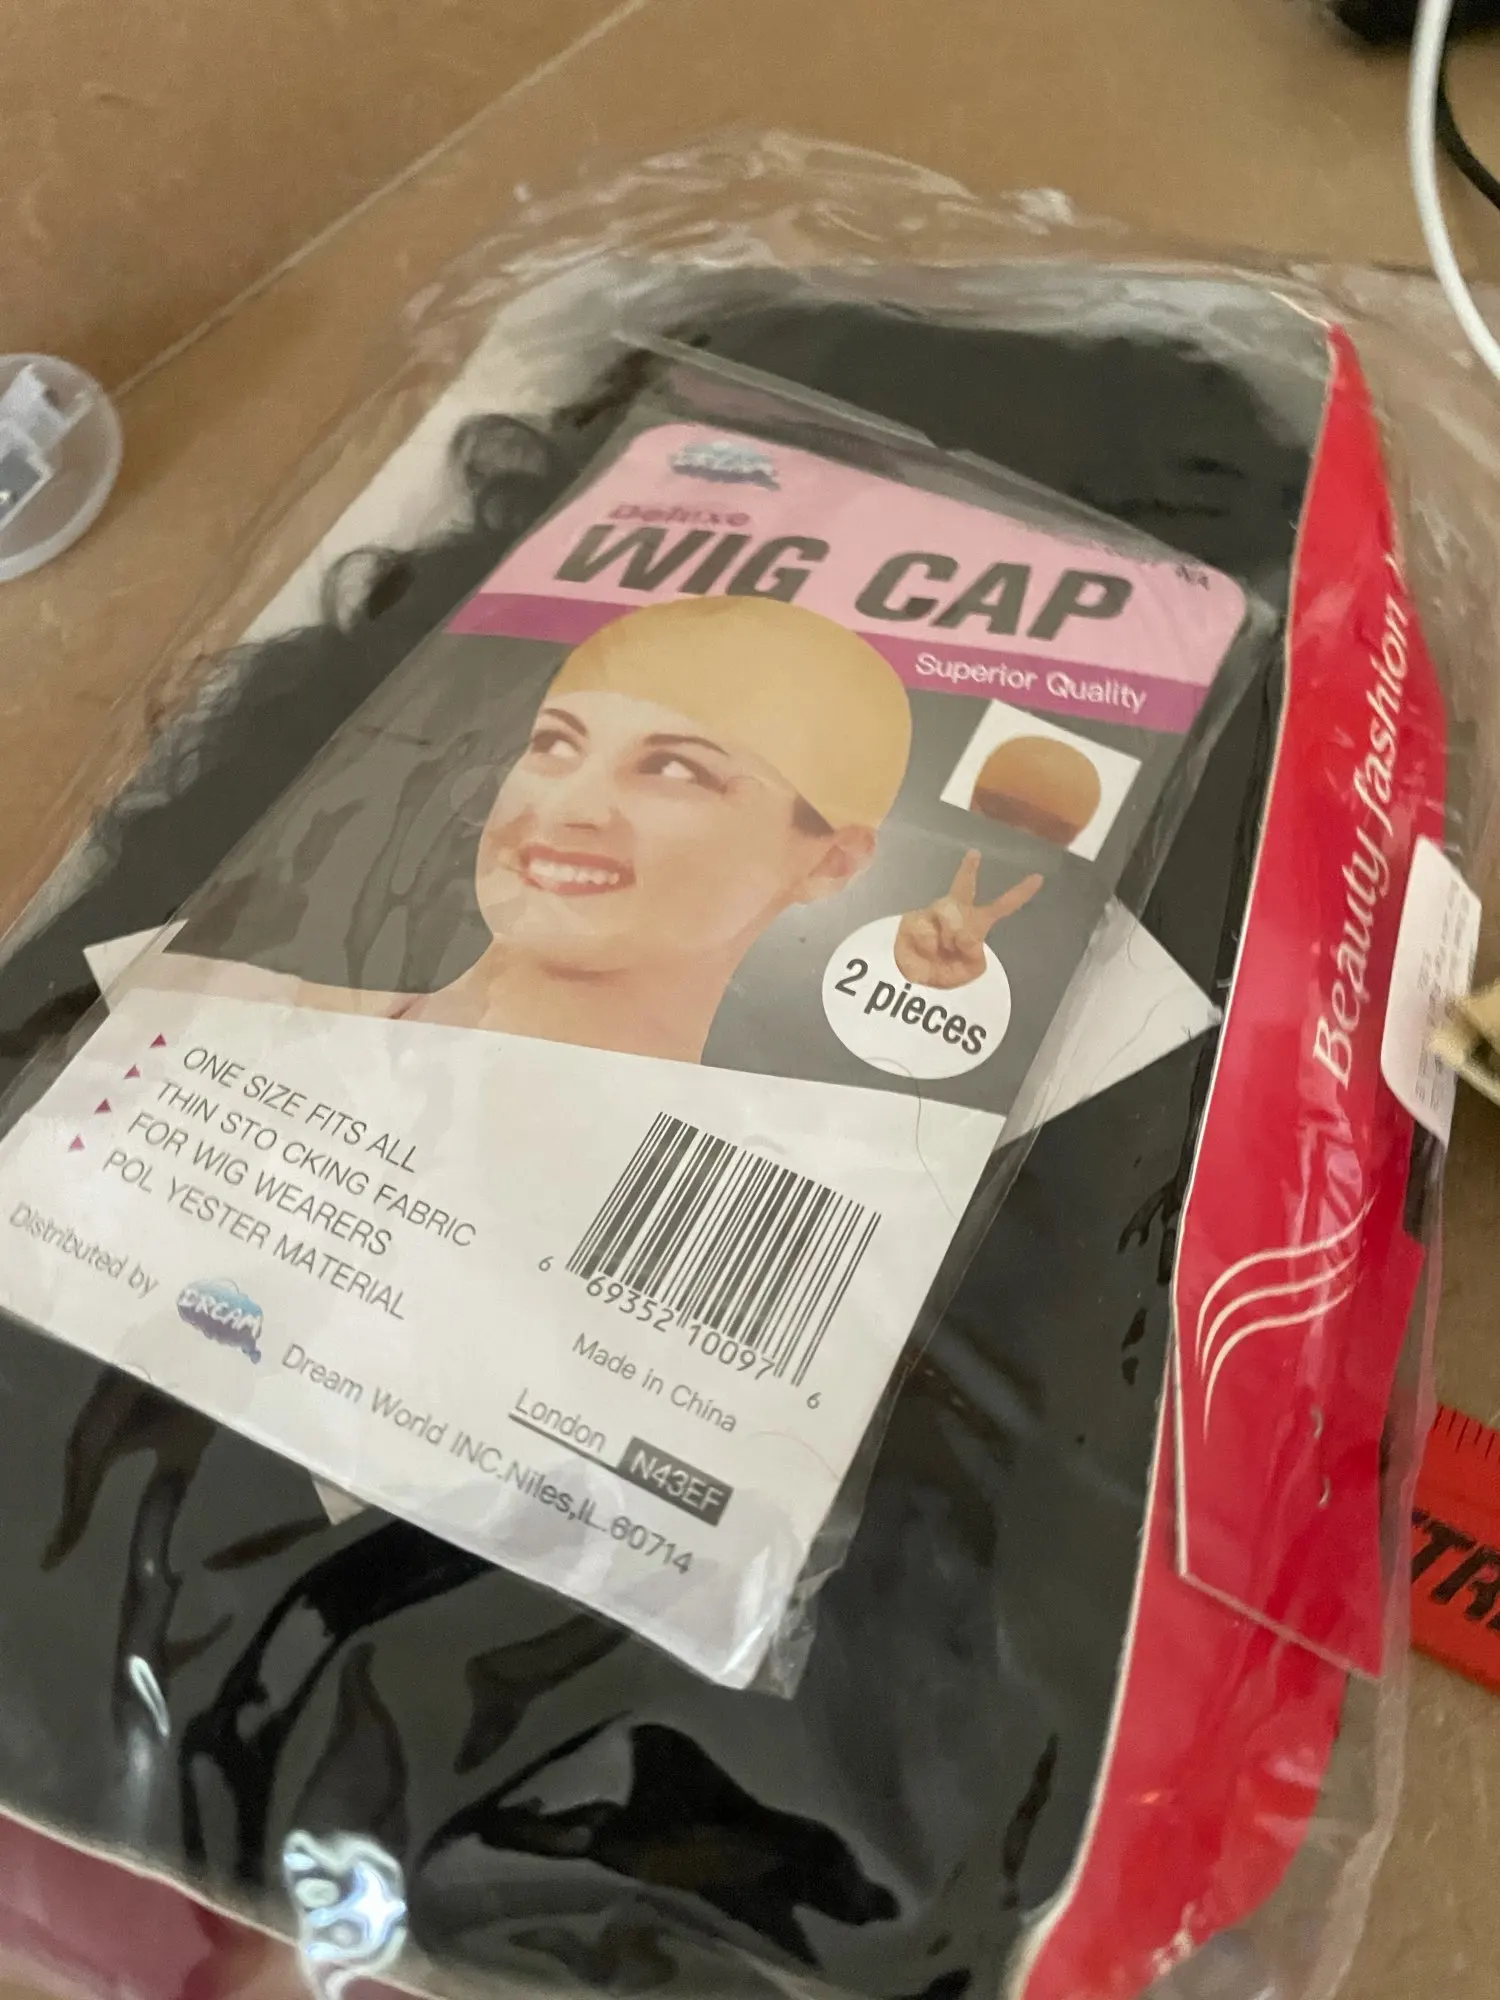 Deluxe
WIG CAP
Superior Quality
2 pieces
ONE SIZE FITS ALL
THIN STO CKING FABRIC
FOR WIG WEARERS
POL YESTER MATERIAL
6 69352 10097 6
Made in China
Distributed by
DREAM
Dream World INC.Niles,IL.60714
London N43EF
Beauty fashion